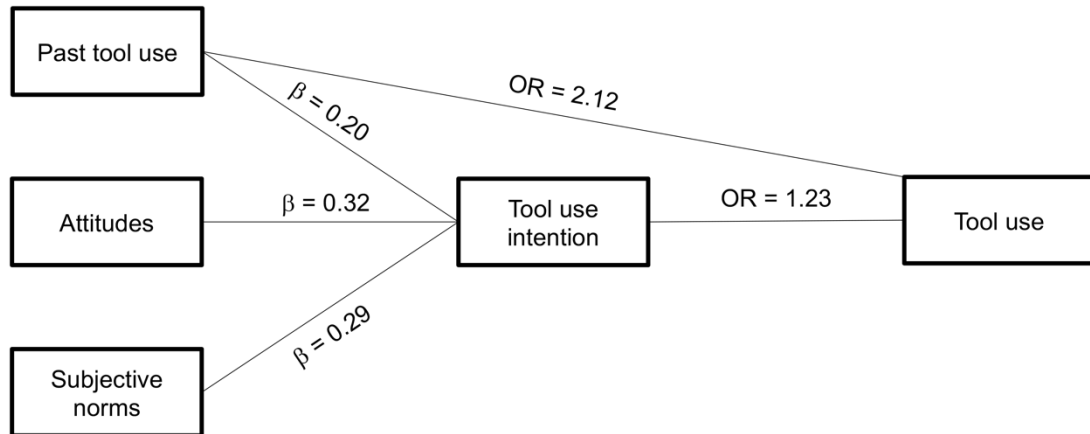 Past tool use
OR = 2.12
β = 0.20
Attitudes
β = 0.32
Tool use
intention
OR = 1.23
Tool use
β = 0.29
Subjective
norms